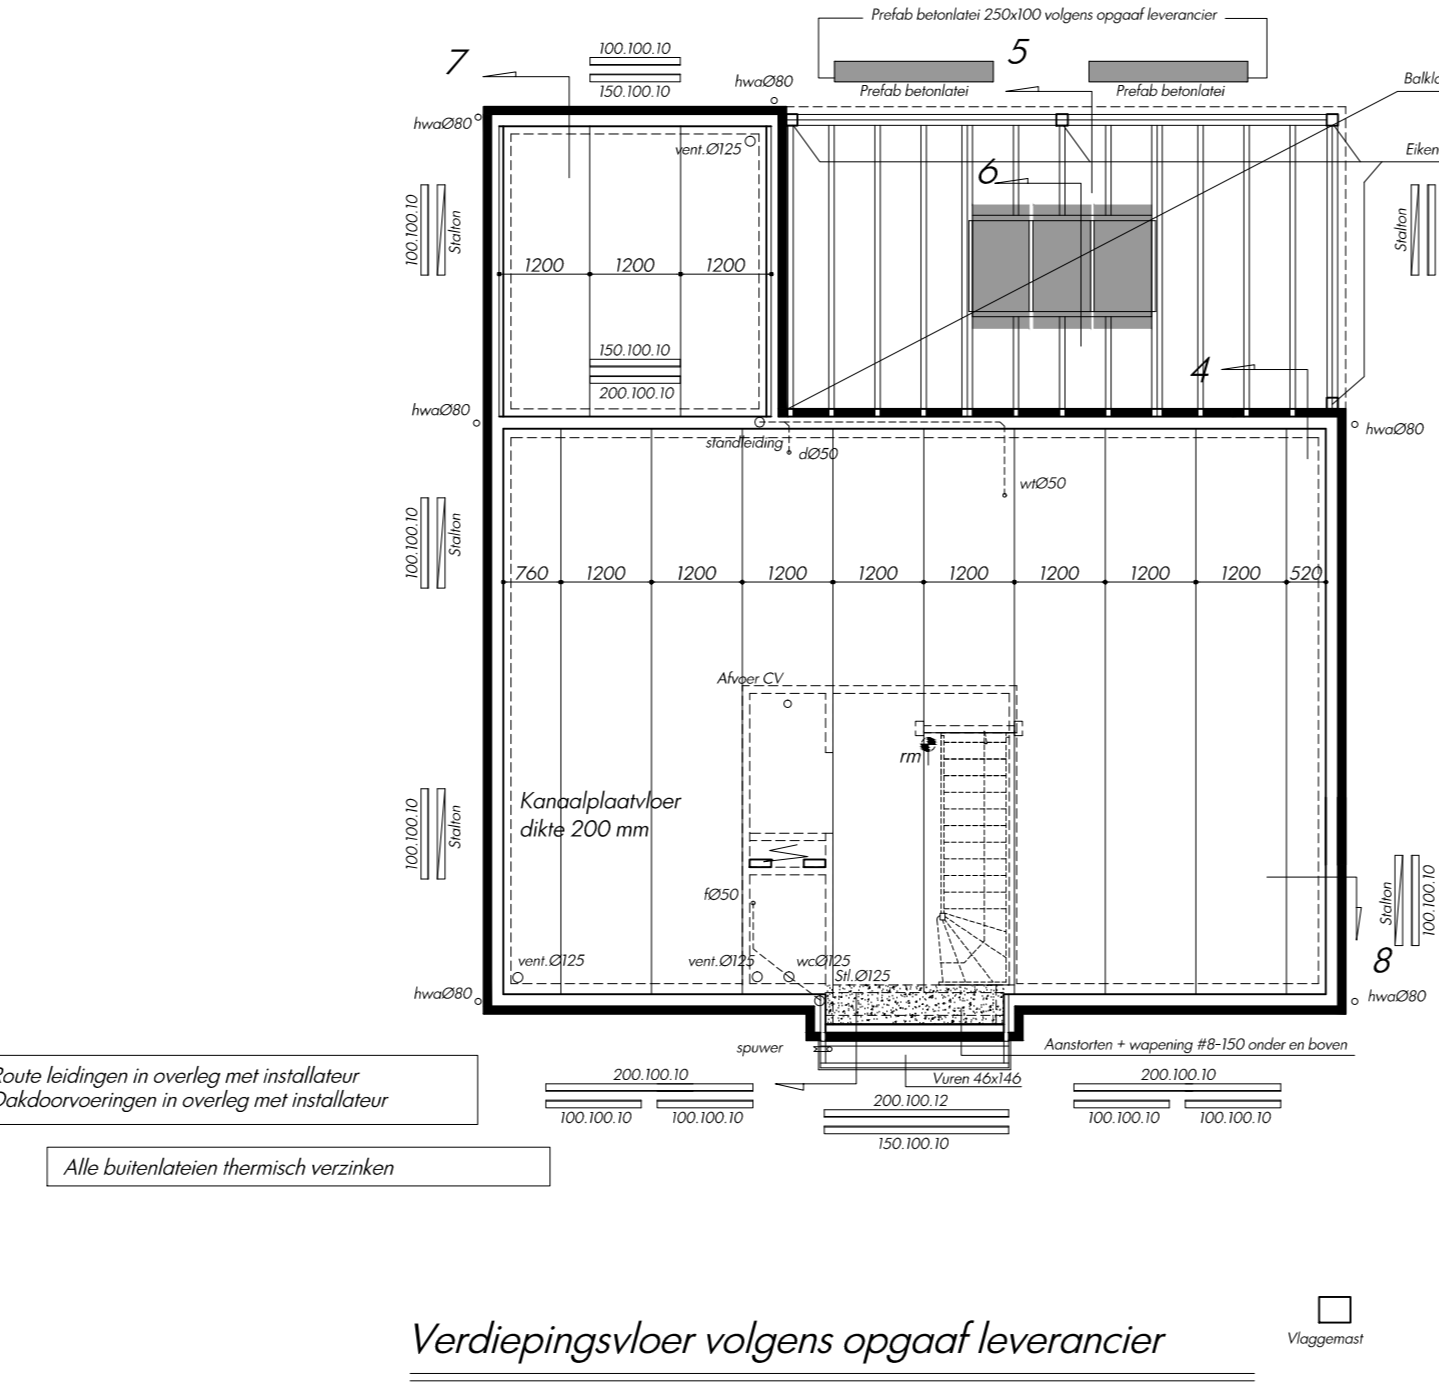 Prefab betonlatei 250x100 volgens opgaaf leverancier
7
100.100.10
150.100.10
5
hwaØ80
Prefab betonlatei
Prefab betonlatei
hwaØ80
vent.Ø125
6
100.100.10
Stalton
Stalton
1200
1200
1200
150.100.10
200.100.10
4
hwaØ80
hwaØ80
standleiding
dØ50
wtØ50
100.100.10
Stalton
760
1200
1200
1200
1200
1200
1200
1200
1200
520
Afvoer CV
rm
Kanaalplaatvloer
dikte 200 mm
100.100.10
Stalton
fØ50
Stalton
100.100.10
8
vent.Ø125
vent.Ø125
wcØ125
Stl.Ø125
hwaØ80
hwaØ80
spuwer
Aanstorten + wapening #8-150 onder en boven
Vuren 46x146
Route leidingen in overleg met installateur
Dakdoorvoeringen in overleg met installateur
200.100.10
100.100.10
100.100.10
200.100.12
150.100.10
200.100.10
100.100.10
100.100.10
Alle buitenlateien thermisch verzinken
Verdiepingsvloer volgens opgaaf leverancier
Vlaggemast